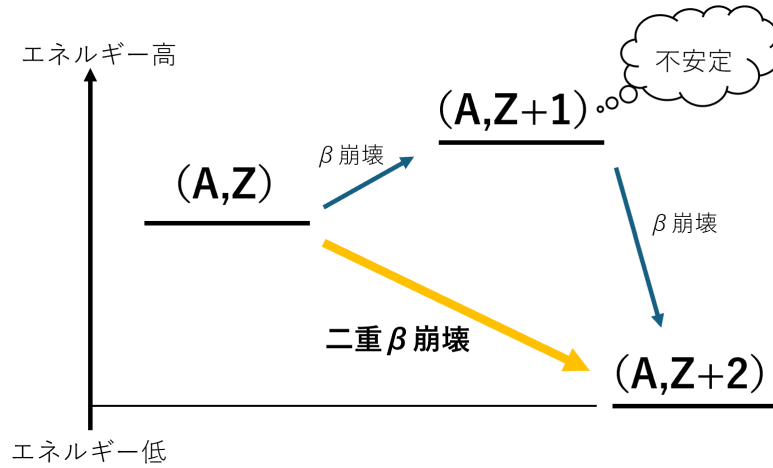 エネルギー高
不安定
(A,Z+1)
β崩壊
(A,Z)
β崩壊
二重β崩壊
(A,Z+2)
エネルギー低